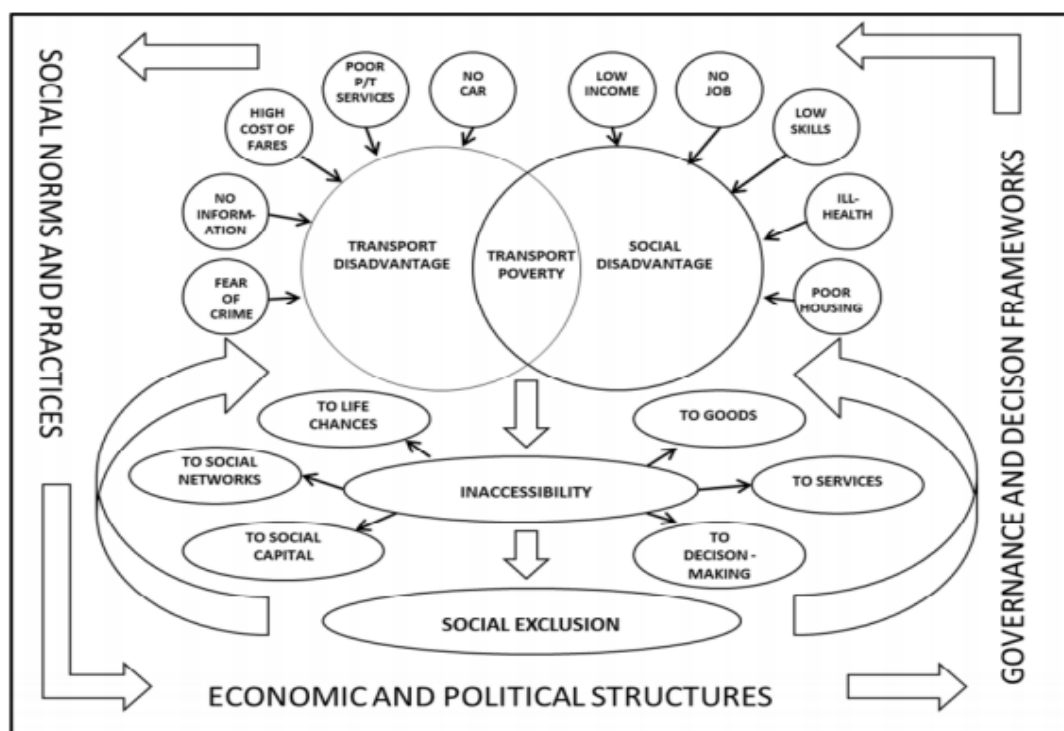 SOCIAL NORMS AND PRACTICES
POOR
P/T
SERVICES
NO
CAR
LOW
INCOME
NO
JOB
HIGH
COST OF
FARES
LOW
SKILLS
NO
INFORM-
ATION
ILL-
HEALTH
FEAR
OF
CRIME
POOR
HOUSING
TRANSPORT
DISADVANTAGE
TRANSPORT
POVERTY
SOCIAL
DISADVANTAGE
GOVERNANCE AND DECISON FRAMEWORKS
TO LIFE
CHANCES
TO GOODS
TO SOCIAL
NETWORKS
INACCESSIBILITY
TO SERVICES
TO SOCIAL
CAPITAL
TO
DECISON -
MAKING
SOCIAL EXCLUSION
ECONOMIC AND POLITICAL STRUCTURES